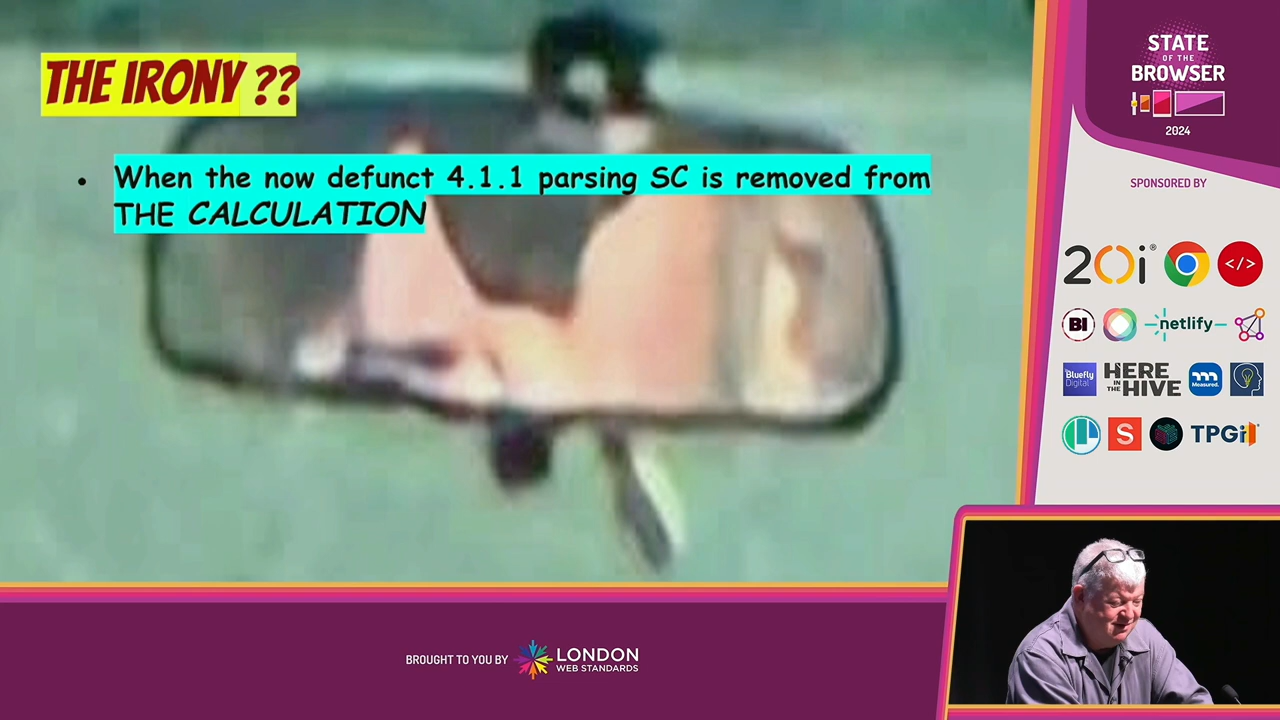 THE IRONY ??
• When the now defunct 4.1.1 parsing SC is removed from
THE CALCULATION
STATE
OF THE
BROWSER
2024
SPONSORED BY
20i®
</>
BI
netlify
Bluefly
Digital
HERE
IN THE
HIVE
Measured.
S
TPGi
BROUGHT TO YOU BY
LONDON
WEB STANDARDS